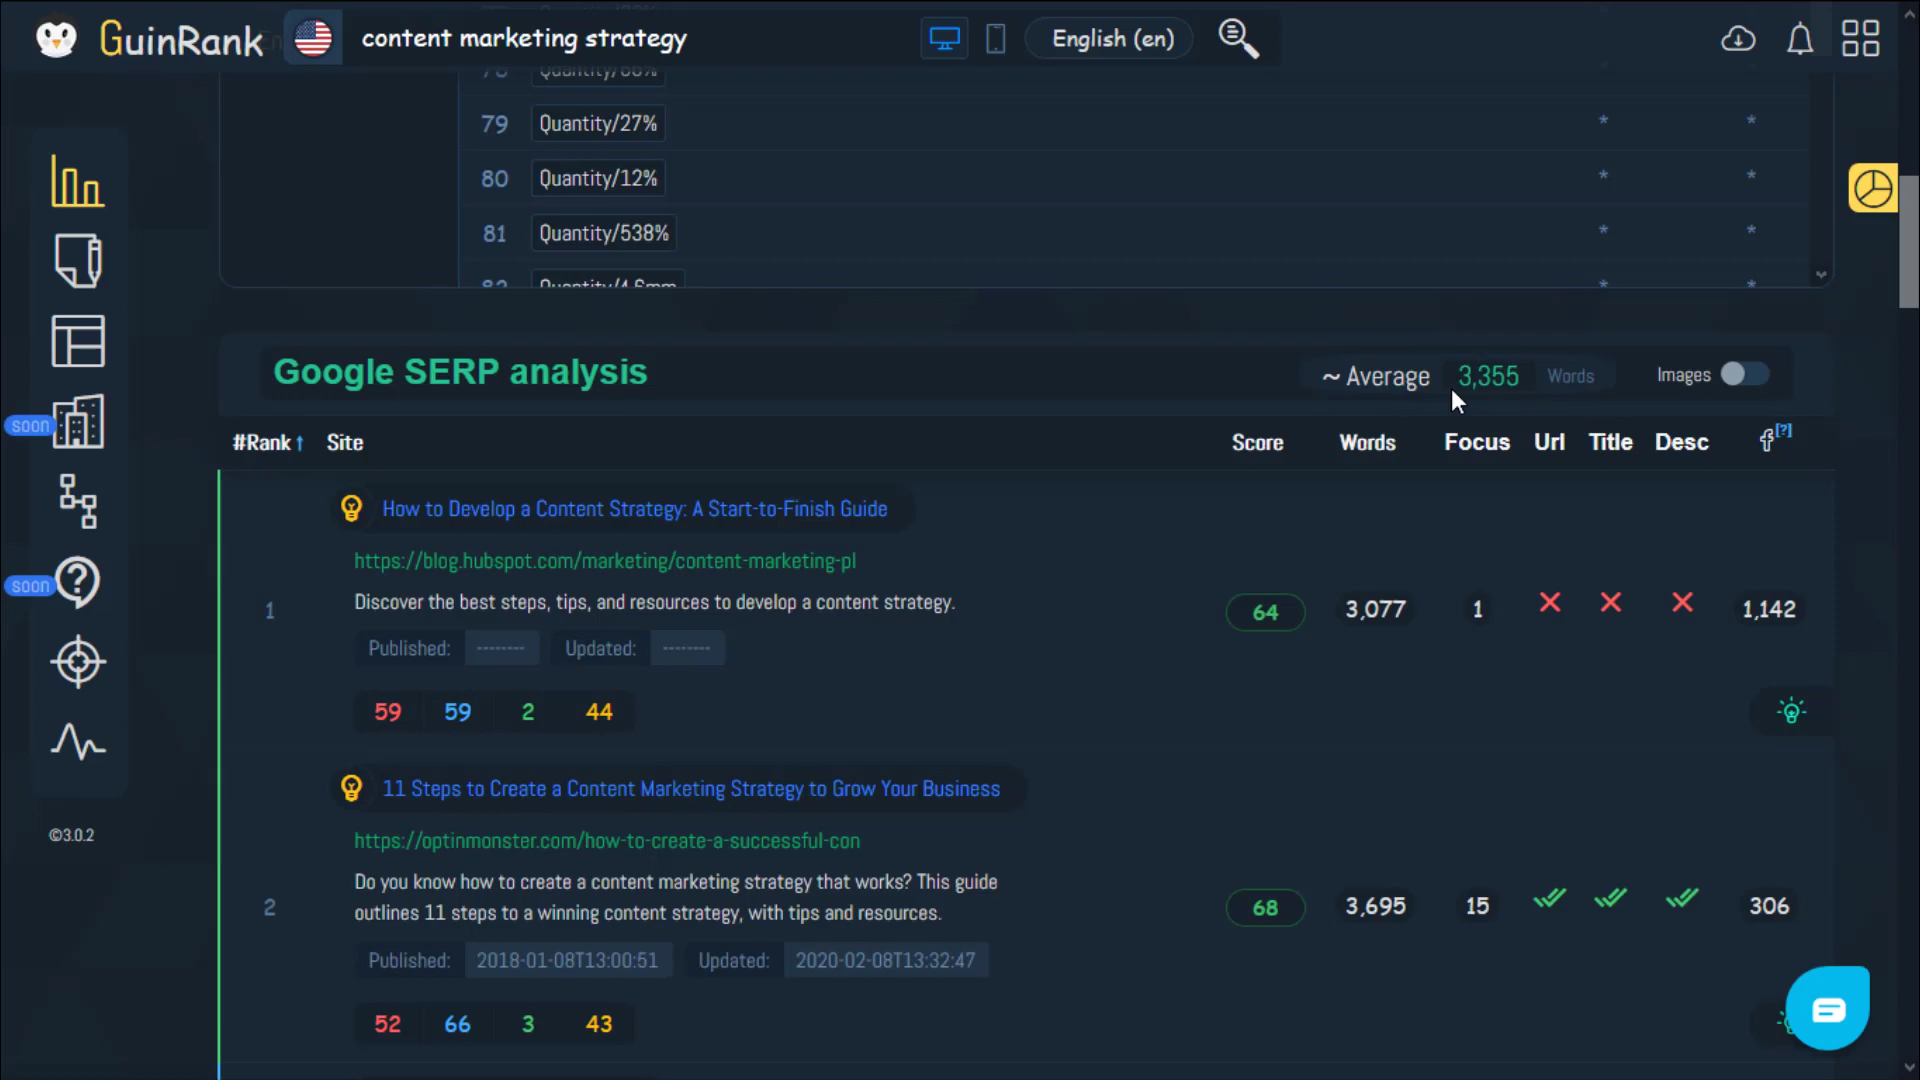 GuinRank
content marketing strategy
English (en)
79 Quantity/27% * *
80 Quantity/12% * *
81 Quantity/538% * *
Google SERP analysis
~ Average 3,355 Words Images
#Rank↑ Site Score Words Focus Url Title Desc f[?]
How to Develop a Content Strategy: A Start-to-Finish Guide
https://blog.hubspot.com/marketing/content-marketing-pl
Discover the best steps, tips, and resources to develop a content strategy.
1 64 3,077 1 1,142
Published: -------- Updated: --------
59 59 2 44
11 Steps to Create a Content Marketing Strategy to Grow Your Business
https://optinmonster.com/how-to-create-a-successful-con
Do you know how to create a content marketing strategy that works? This guide
outlines 11 steps to a winning content strategy, with tips and resources.
2 68 3,695 15 306
Published: 2018-01-08T13:00:51 Updated: 2020-02-08T13:32:47
52 66 3 43
soon
soon
©3.0.2